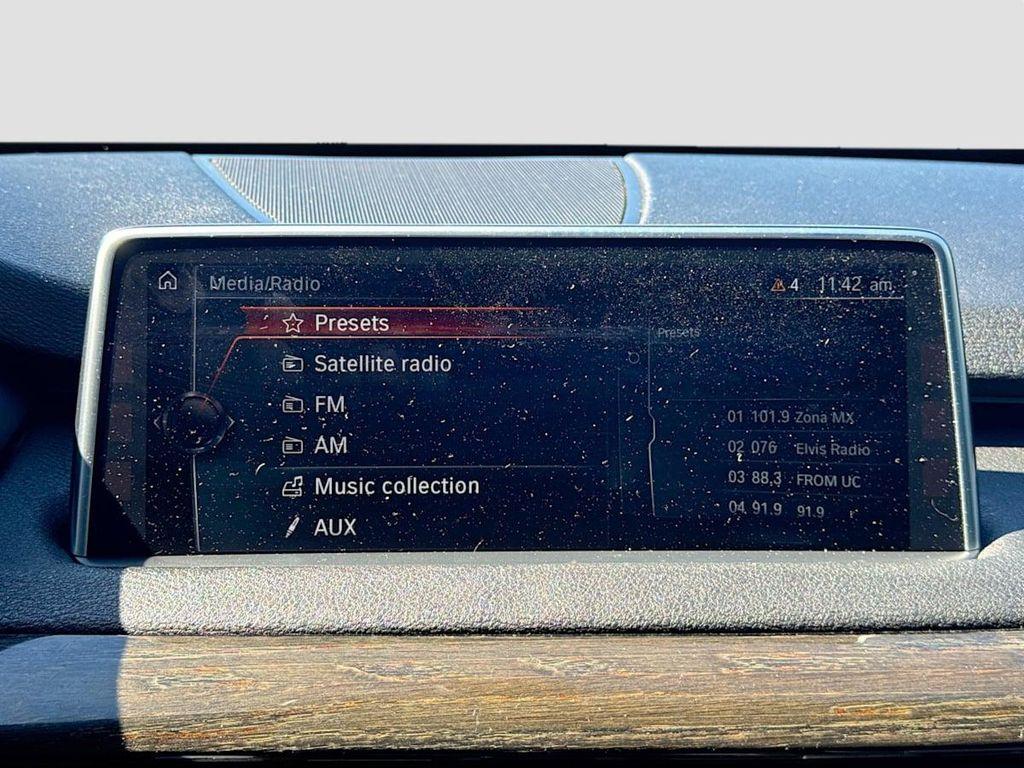 Media/Radio
4 11:42 am
Presets
Satellite radio
FM
AM
Music collection
AUX
Presets
01 101.9 Zona MX
02 076 Elvis Radio
03 88,3 FROM UC
04 91.9 91.9